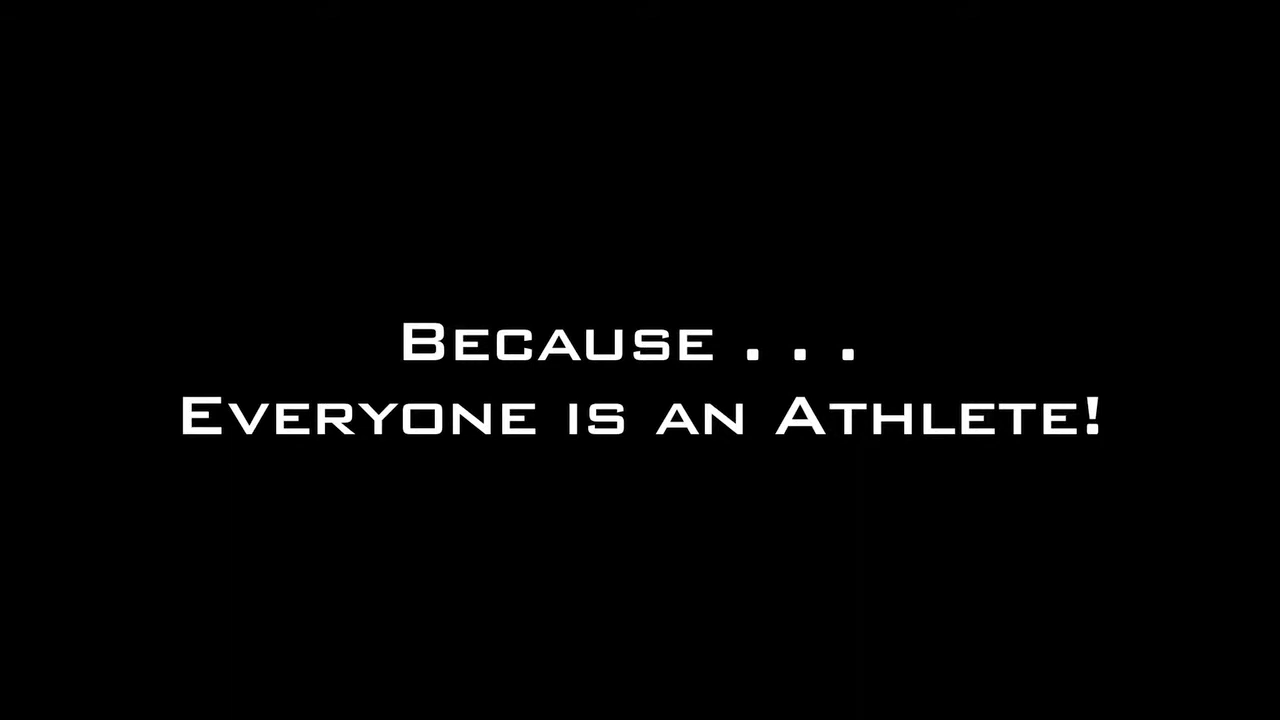 Because . . .
Everyone is an Athlete!